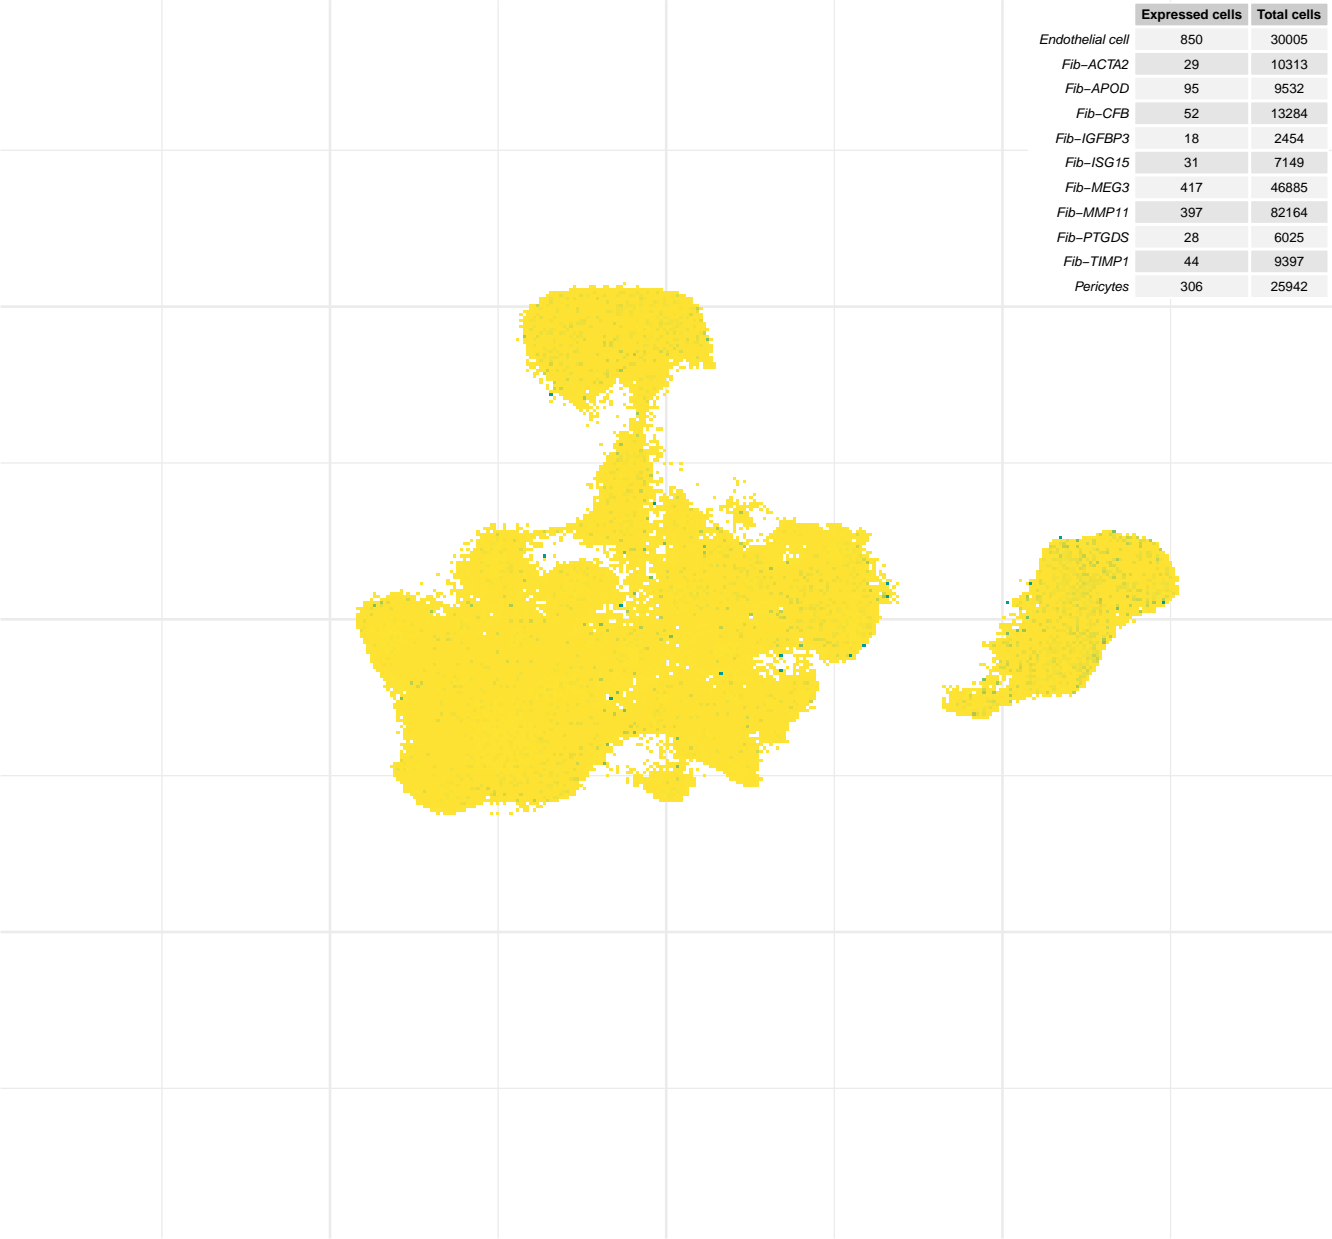 Expressed cells Total cells
Endothelial cell 850 30005
Fib−ACTA2 29 10313
Fib−APOD 95 9532
Fib−CFB 52 13284
Fib−IGFBP3 18 2454
Fib−ISG15 31 7149
Fib−MEG3 417 46885
Fib−MMP11 397 82164
Fib−PTGDS 28 6025
Fib−TIMP1 44 9397
Pericytes 306 25942